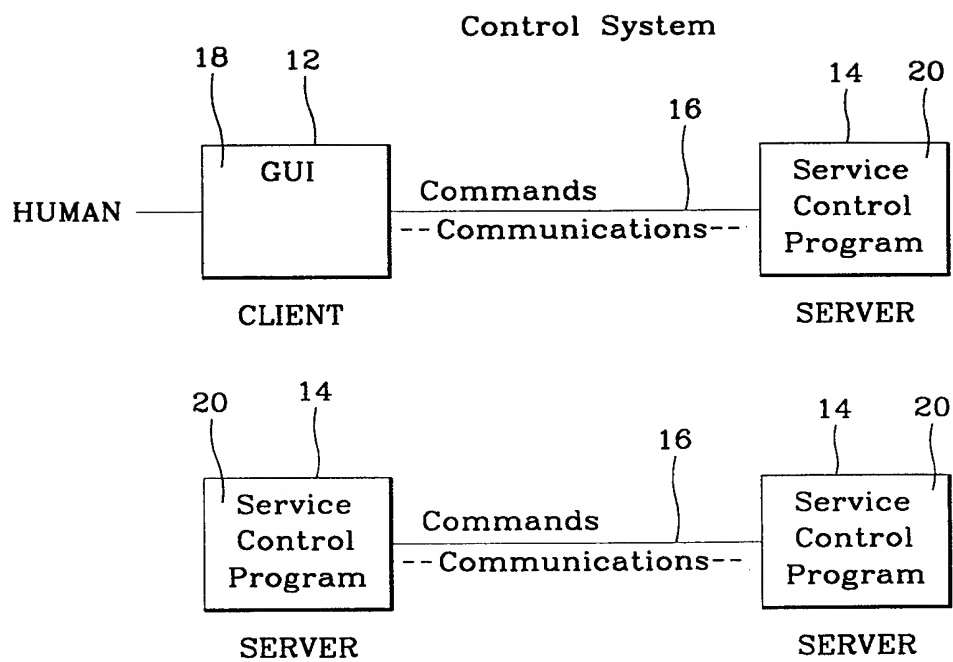 Control System
18
12
14
20
16
GUI
Commands
--Communications--
HUMAN
Service
Control
Program
CLIENT
SERVER
20
14
16
14
20
Service
Control
Program
Commands
--Communications--
Service
Control
Program
SERVER
SERVER